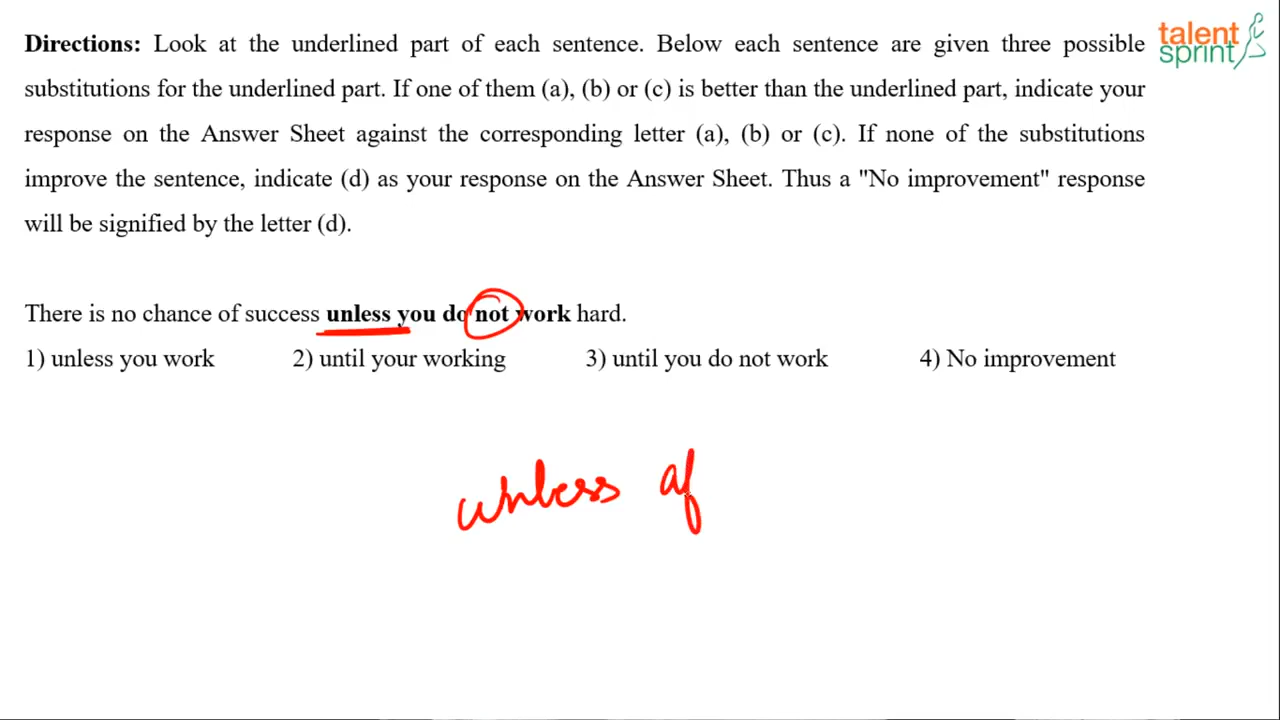 talent
sprint
Directions: Look at the underlined part of each sentence. Below each sentence are given three possible
substitutions for the underlined part. If one of them (a), (b) or (c) is better than the underlined part, indicate your
response on the Answer Sheet against the corresponding letter (a), (b) or (c). If none of the substitutions
improve the sentence, indicate (d) as your response on the Answer Sheet. Thus a "No improvement" response
will be signified by the letter (d).
There is no chance of success unless you do not work hard.
1) unless you work 2) until your working 3) until you do not work 4) No improvement
unless af